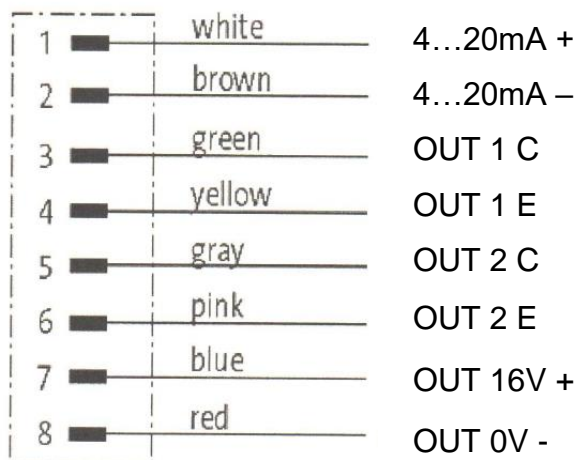 1 white 4…20mA +
2 brown 4…20mA –
3 green OUT 1 C
4 yellow OUT 1 E
5 gray OUT 2 C
6 pink OUT 2 E
7 blue OUT 16V +
8 red OUT 0V -